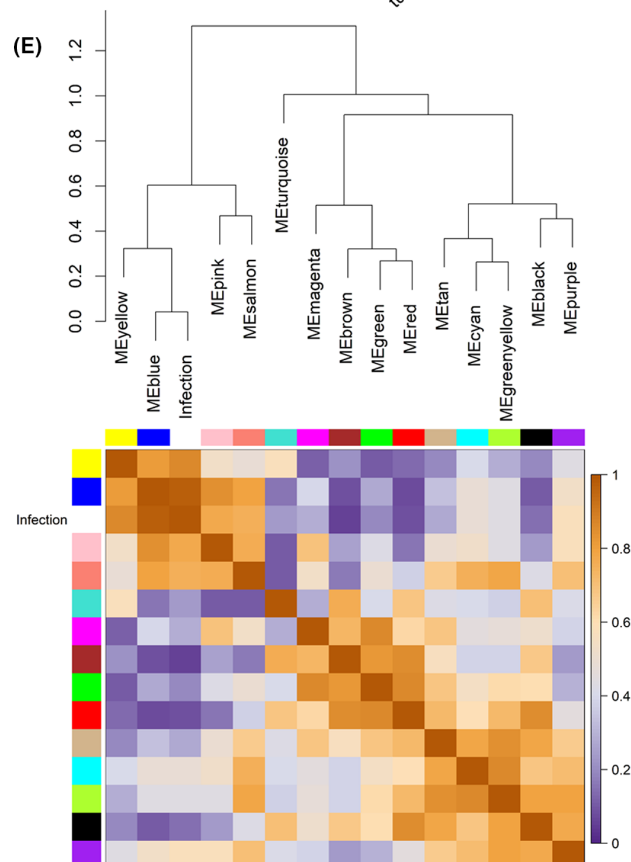 (E)
1.2
1.0
0.8
0.6
0.4
0.2
0.0
MEyellow
MEblue
Infection
MEpink
MEsalmon
MEturquoise
MEmagenta
MEbrown
MEgreen
MEred
MEtan
MEcyan
MEgreenyellow
MEblack
MEpurple
Infection
1
0.8
0.6
0.4
0.2
0